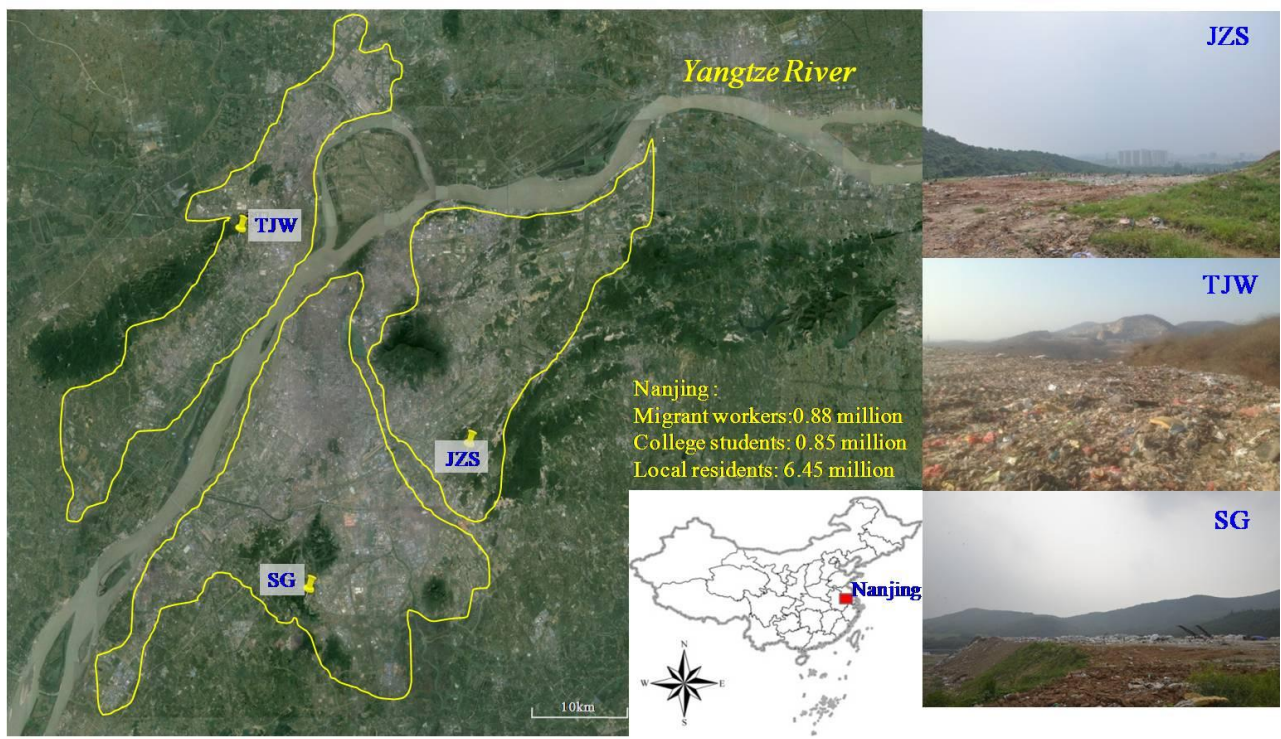 Yangtze River
TJW
JZS
SG
Nanjing :
Migrant workers:0.88 million
College students: 0.85 million
Local residents: 6.45 million
Nanjing
N
W
E
S
10km
JZS
TJW
SG